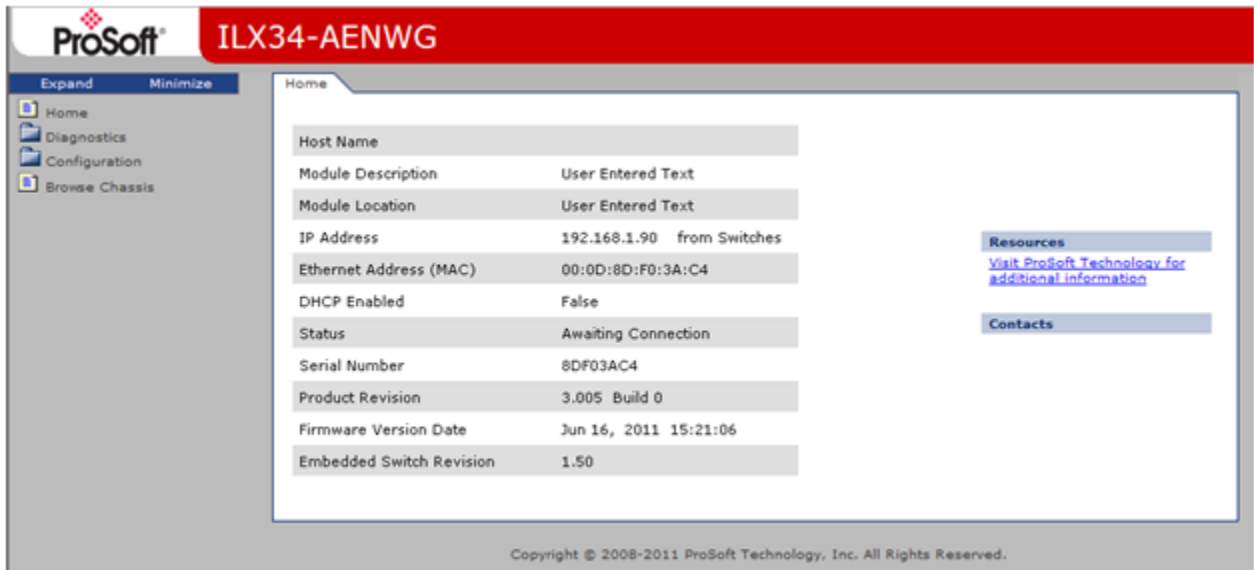 ProSoft®
ILX34-AENWG
Expand Minimize
Home
Diagnostics
Configuration
Browse Chassis
Home
Host Name
Module Description User Entered Text
Module Location User Entered Text
IP Address 192.168.1.90 from Switches
Ethernet Address (MAC) 00:0D:8D:F0:3A:C4
DHCP Enabled False
Status Awaiting Connection
Serial Number 8DF03AC4
Product Revision 3.005 Build 0
Firmware Version Date Jun 16, 2011 15:21:06
Embedded Switch Revision 1.50
Resources
Visit ProSoft Technology for
additional information
Contacts
Copyright © 2008-2011 ProSoft Technology, Inc. All Rights Reserved.